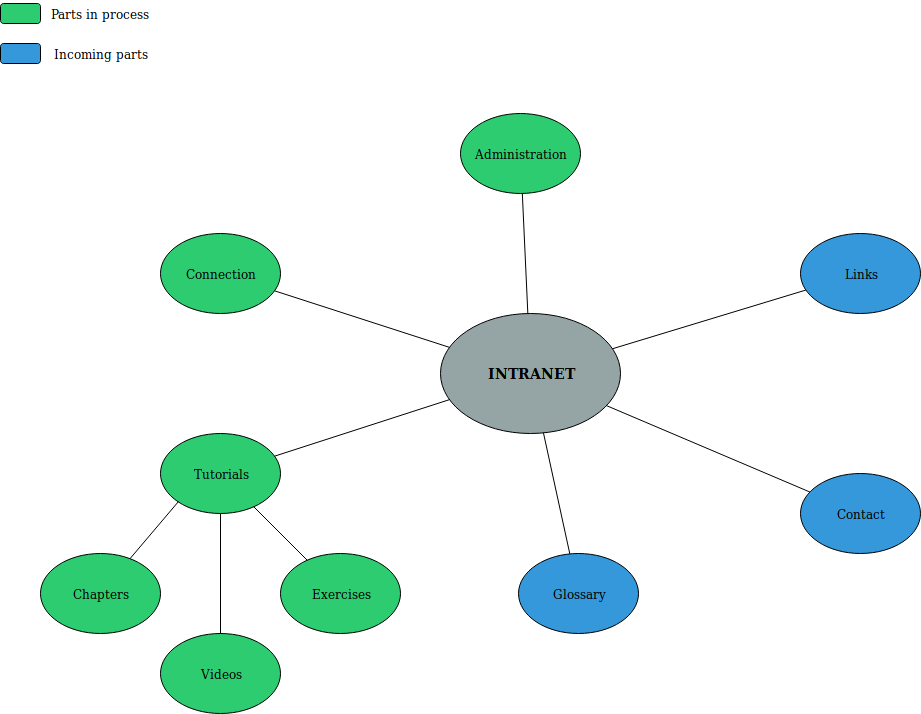 Parts in process
Incoming parts
Administration
Connection
Links
INTRANET
Tutorials
Contact
Chapters
Exercises
Glossary
Videos